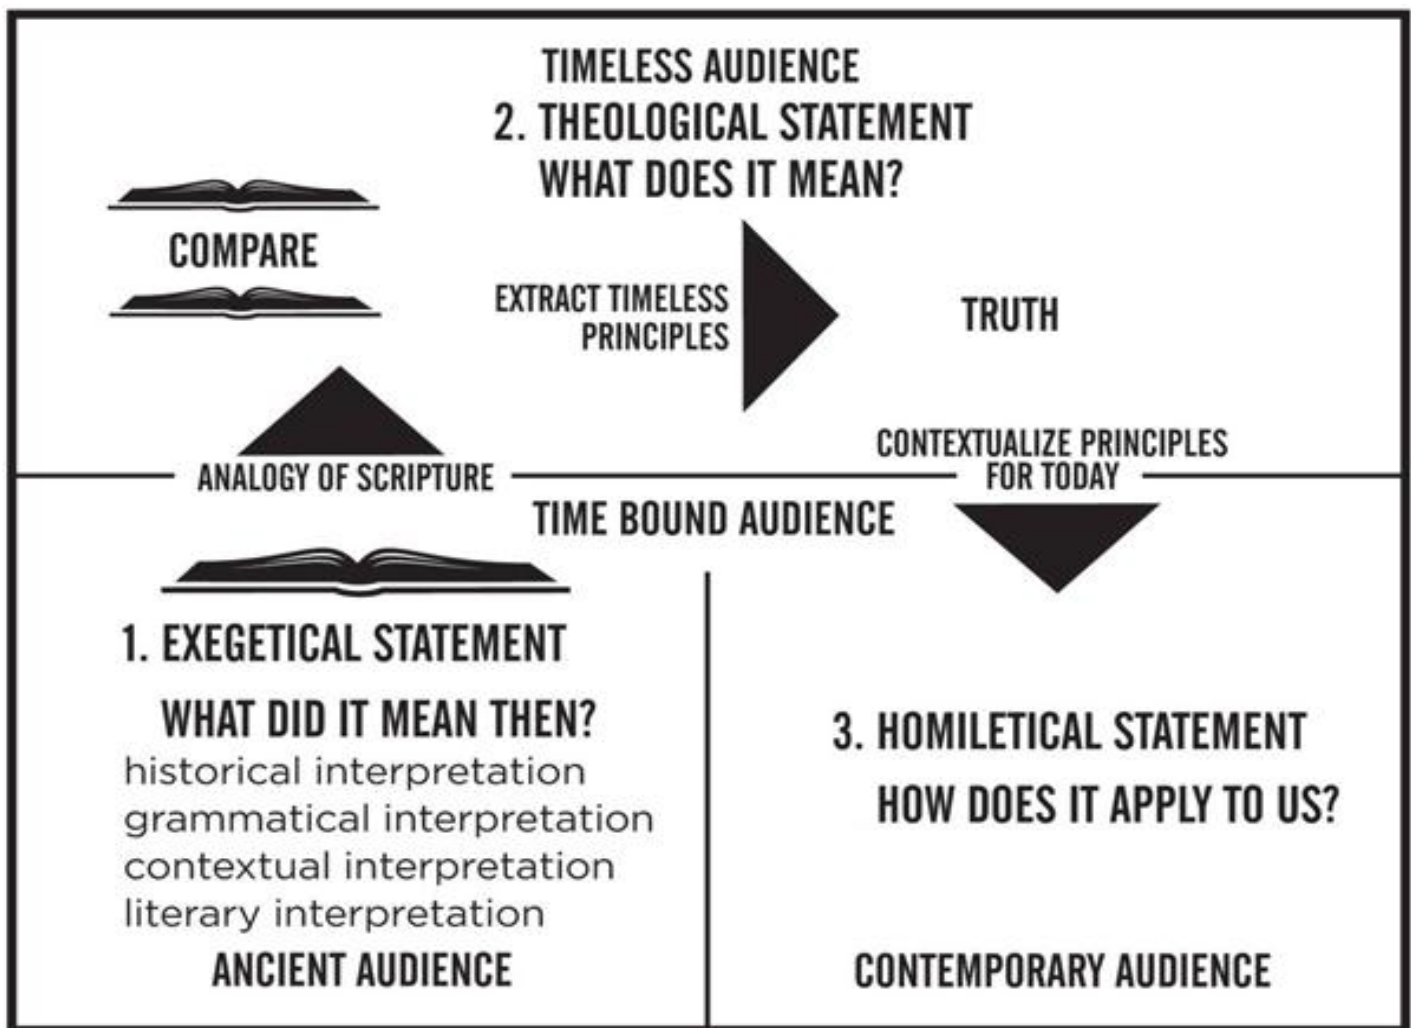 TIMELESS AUDIENCE
2. THEOLOGICAL STATEMENT
WHAT DOES IT MEAN?
COMPARE
EXTRACT TIMELESS
PRINCIPLES
TRUTH
ANALOGY OF SCRIPTURE
CONTEXTUALIZE PRINCIPLES
FOR TODAY
TIME BOUND AUDIENCE
1. EXEGETICAL STATEMENT
WHAT DID IT MEAN THEN?
historical interpretation
grammatical interpretation
contextual interpretation
literary interpretation
ANCIENT AUDIENCE
3. HOMILETICAL STATEMENT
HOW DOES IT APPLY TO US?
CONTEMPORARY AUDIENCE